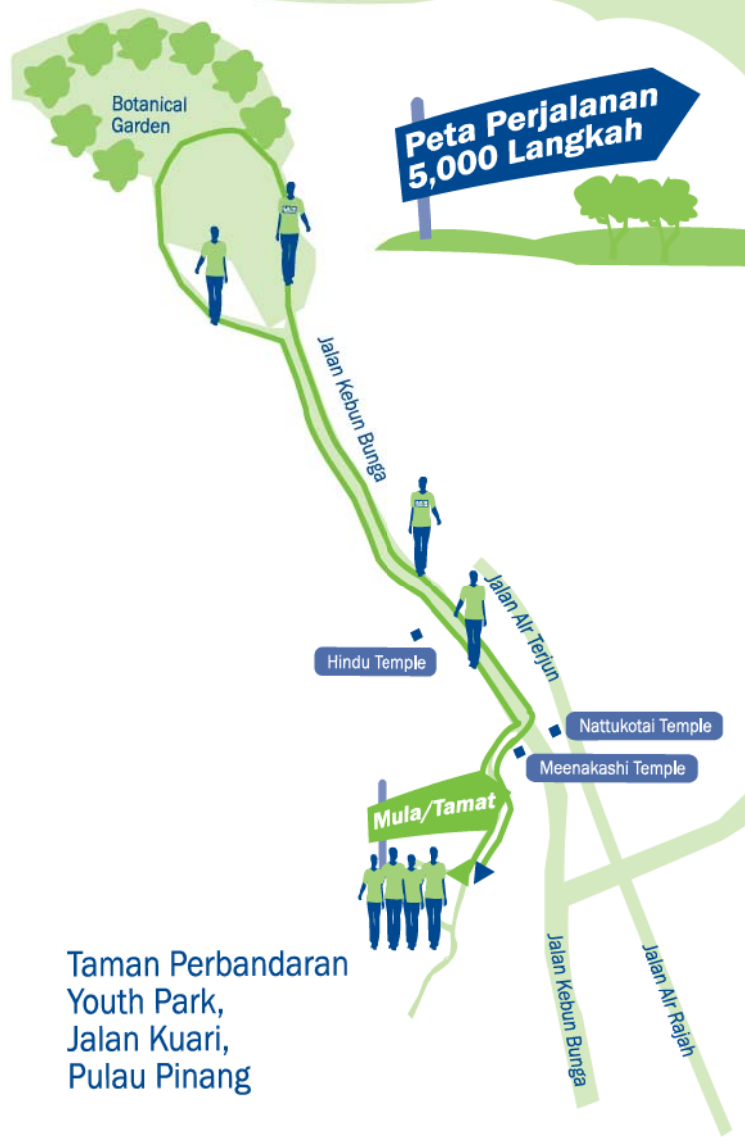 Botanical
Garden
Peta Perjalanan
5,000 Langkah
Jalan Kebun Bunga
Jalan AIr Terjun
Hindu Temple
Nattukotai Temple
Meenakashi Temple
Mula/Tamat
Jalan Kebun Bunga
Jalan AIr Rajah
Taman Perbandaran
Youth Park,
Jalan Kuari,
Pulau Pinang